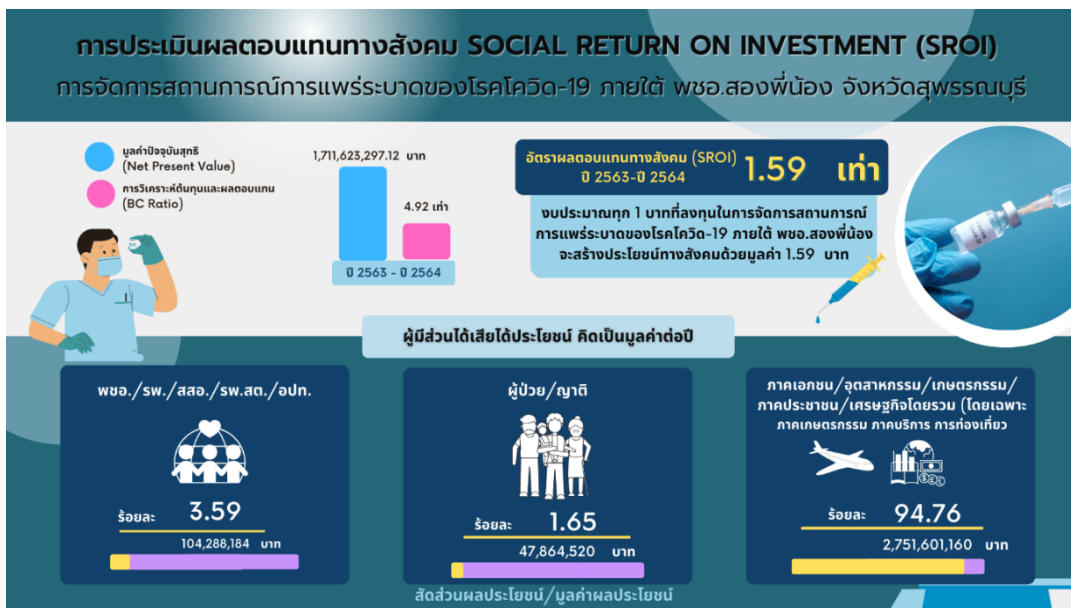 การประเมินผลตอบแทนทางสังคม SOCIAL RETURN ON INVESTMENT (SROI)
การจัดการสถานการณ์การแพร่ระบาดของโรคโควิด-19 ภายใต้ พชอ.สองพี่น้อง จังหวัดสุพรรณบุรี
มูลค่าปัจจุบันสุทธิ
(Net Present Value)
การวิเคราะห์ต้นทุนและผลตอบแทน
(BC Ratio)
1,711,623,297.12 บาท
4.92 เท่า
ปี 2563 - ปี 2564
อัตราผลตอบแทนทางสังคม (SROI)
ปี 2563-ปี 2564
1.59 เท่า
งบประมาณทุก 1 บาทที่ลงทุนในการจัดการสถานการณ์
การแพร่ระบาดของโรคโควิด-19 ภายใต้ พชอ.สองพี่น้อง
จะสร้างประโยชน์ทางสังคมด้วยมูลค่า 1.59 บาท
ผู้มีส่วนได้เสียได้ประโยชน์ คิดเป็นมูลค่าต่อปี
พชอ./รพ./สสอ./รพ.สต./อปท.
ร้อยละ 3.59
104,288,184 บาท
ผู้ป่วย/ญาติ
ร้อยละ 1.65
47,864,520 บาท
ภาคเอกชน/อุตสาหกรรม/เกษตรกรรม/
ภาคประชาชน/เศรษฐกิจโดยรวม (โดยเฉพาะ
ภาคเกษตรกรรม ภาคบริการ การท่องเที่ยว
ร้อยละ 94.76
2,751,601,160 บาท
สัดส่วนผลประโยชน์/มูลค่าผลประโยชน์